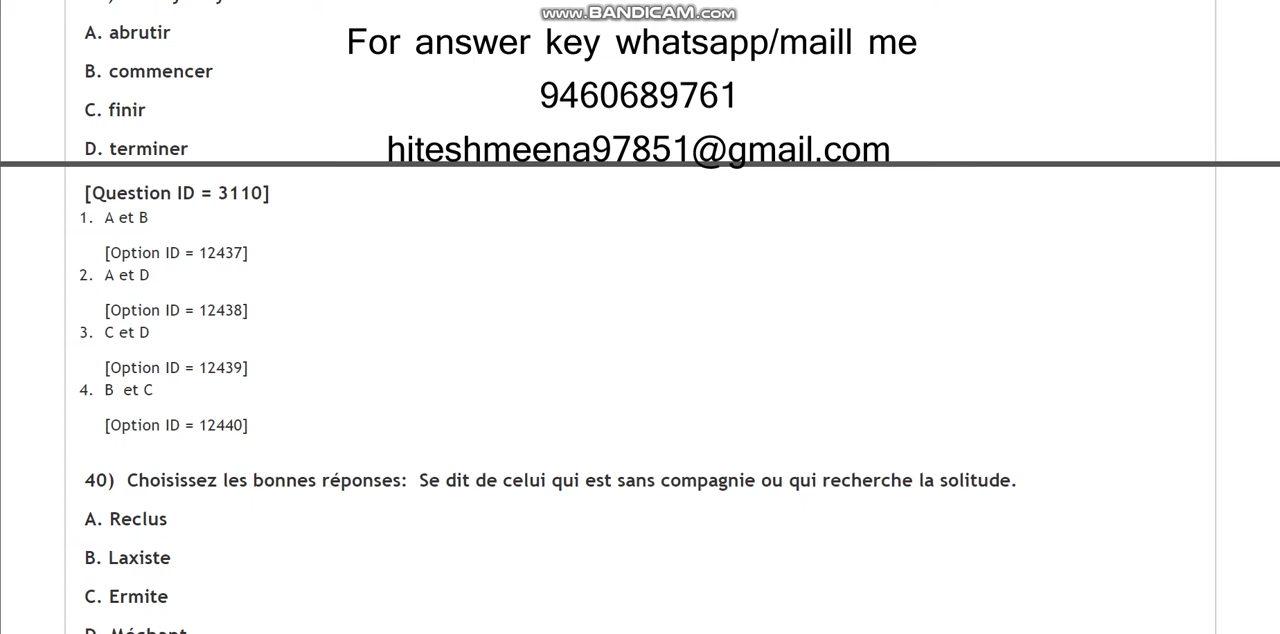 www.BANDICAM.com
A. abrutir
For answer key whatsapp/maill me
B. commencer
9460689761
C. finir
D. terminer
hiteshmeena97851@gmail.com
[Question ID = 3110]
1. A et B
[Option ID = 12437]
2. A et D
[Option ID = 12438]
3. C et D
[Option ID = 12439]
4. B et C
[Option ID = 12440]
40) Choisissez les bonnes réponses: Se dit de celui qui est sans compagnie ou qui recherche la solitude.
A. Reclus
B. Laxiste
C. Ermite
D. Méchant